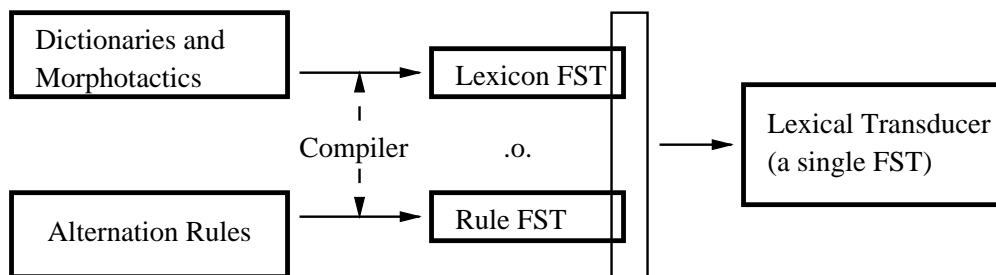 Dictionaries and
Morphotactics
Lexicon FST
Compiler
.o.
Lexical Transducer
(a single FST)
Alternation Rules
Rule FST